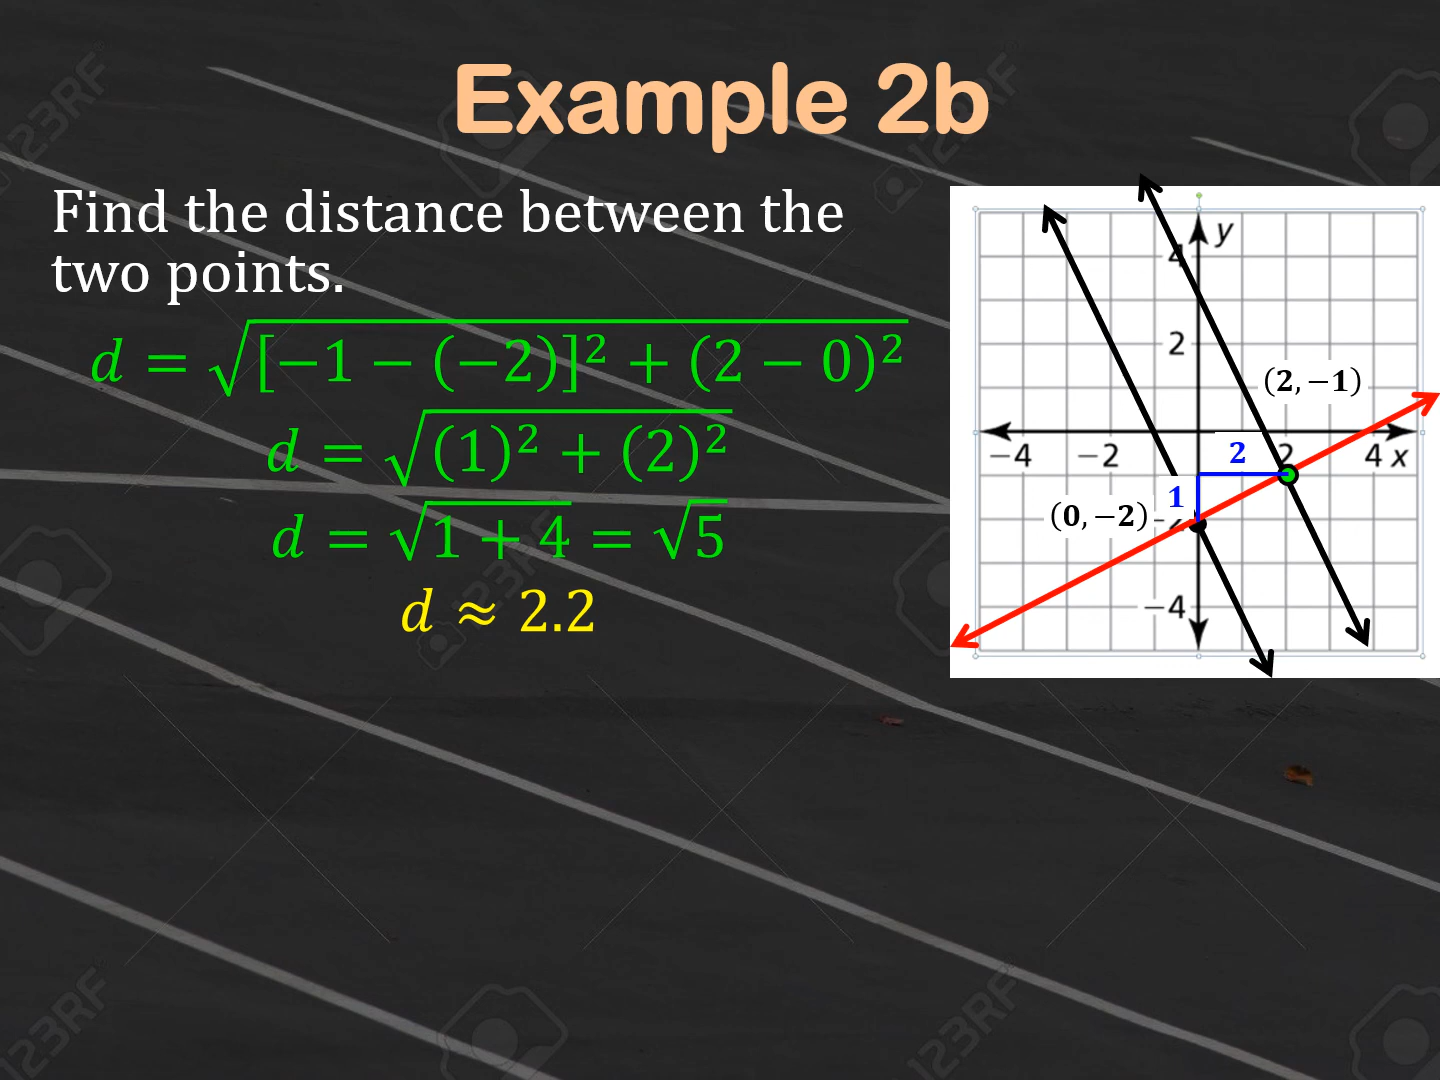 Example 2b
Find the distance between the
two points.
d = √([−1 − (−2)]² + (2 − 0)²)
d = √((1)² + (2)²)
d = √(1 + 4) = √5
d ≈ 2.2
y
4
2
(2, −1)
−4 −2 2 2 4 x
1
(0, −2) −2
−4
123RF
123RF
123RF
123RF
123RF